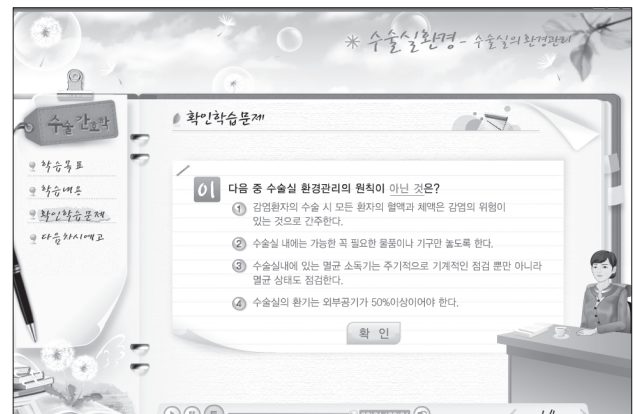 수술실환경 - 수술실의 환경관리
수술간호학
학습목표
학습내용
확인학습문제
다음차시예고
확인학습문제
01 다음 중 수술실 환경관리의 원칙이 아닌 것은?
① 감염환자의 수술 시 모든 환자의 혈액과 체액은 감염의 위험이
있는 것으로 간주한다.
② 수술실 내에는 가능한 꼭 필요한 물품이나 기구만 놓도록 한다.
③ 수술실내에 있는 멸균 소독기는 주기적으로 기계적인 점검 뿐만 아니라
멸균 상태도 점검한다.
④ 수술실의 환기는 외부공기가 50%이상이어야 한다.
확 인